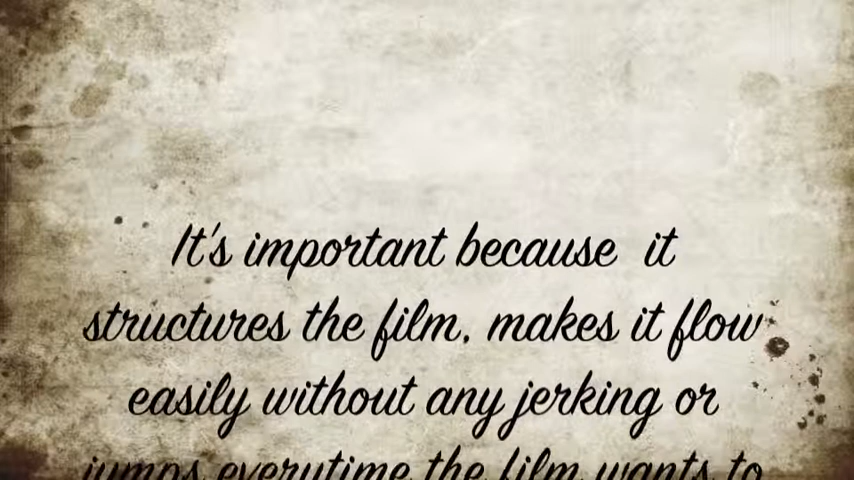 It's important because it
structures the film, makes it flow
easily without any jerking or
jumps everytime the film wants to